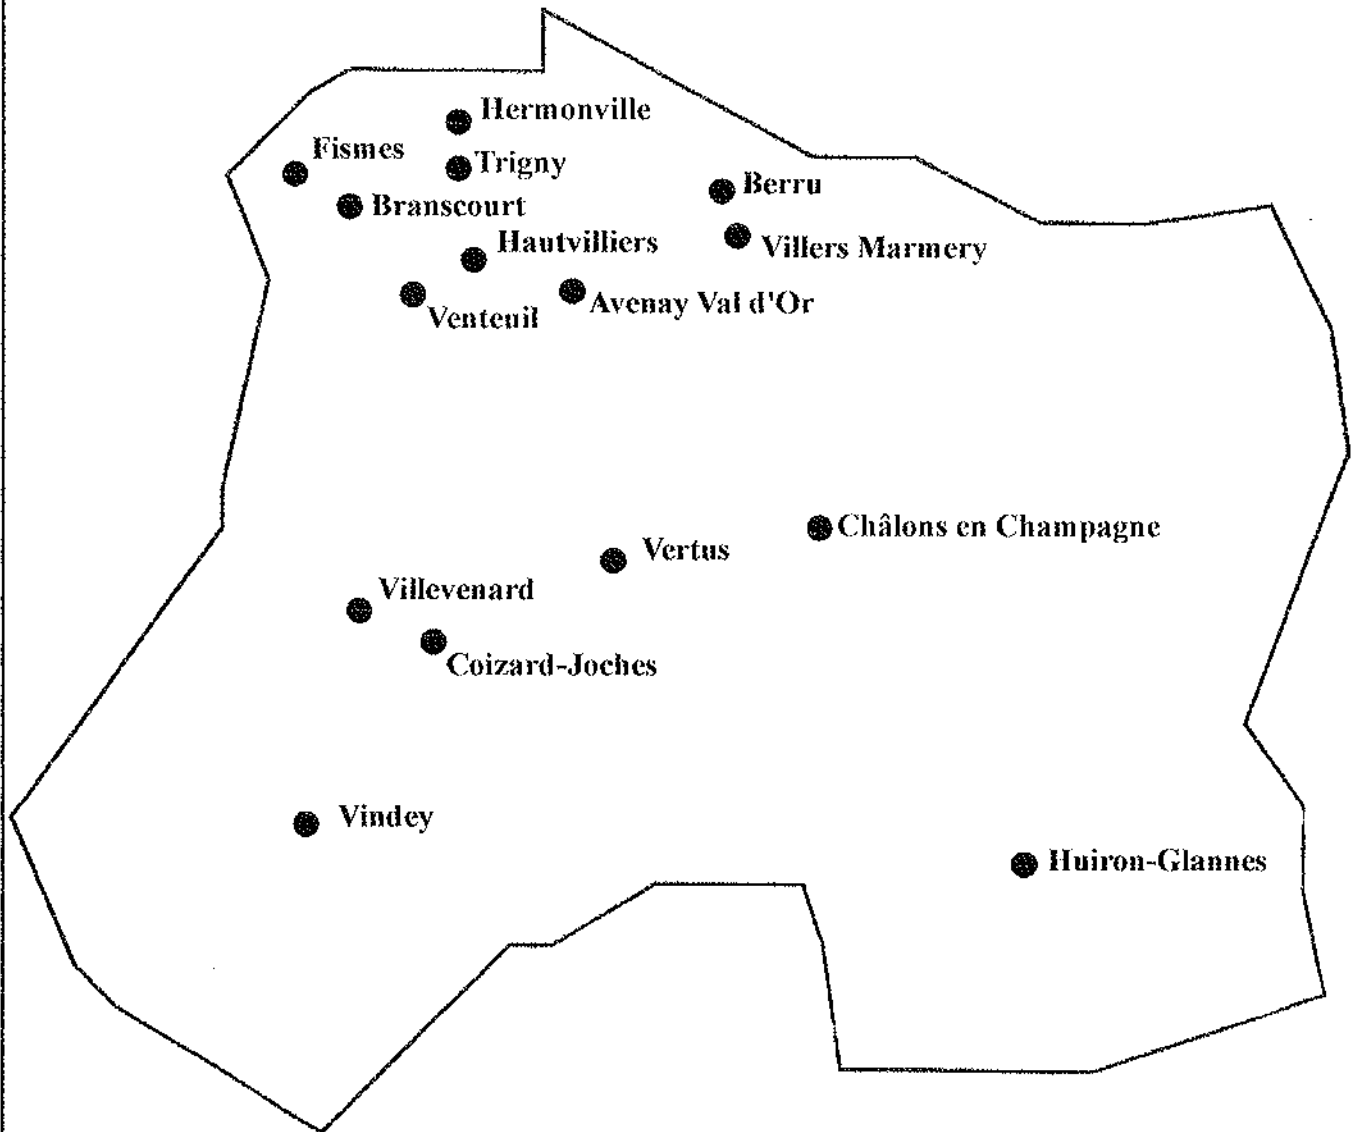 Hermonville
Fismes
Trigny
Berru
Branscourt
Hautvilliers
Villers Marmery
Avenay Val d'Or
Venteuil
Châlons en Champagne
Vertus
Villevenard
Coizard-Joches
Vindey
Huiron-Glannes